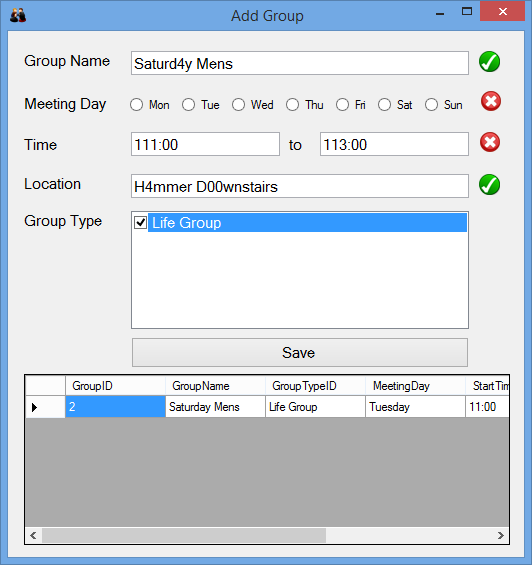 Add Group
Group Name Saturd4y Mens
Meeting Day Mon Tue Wed Thu Fri Sat Sun
Time 111:00 to 113:00
Location H4mmer D00wnstairs
Group Type Life Group
Save
GroupID GroupName GroupTypeID MeetingDay StartTim
2 Saturday Mens Life Group Tuesday 11:00